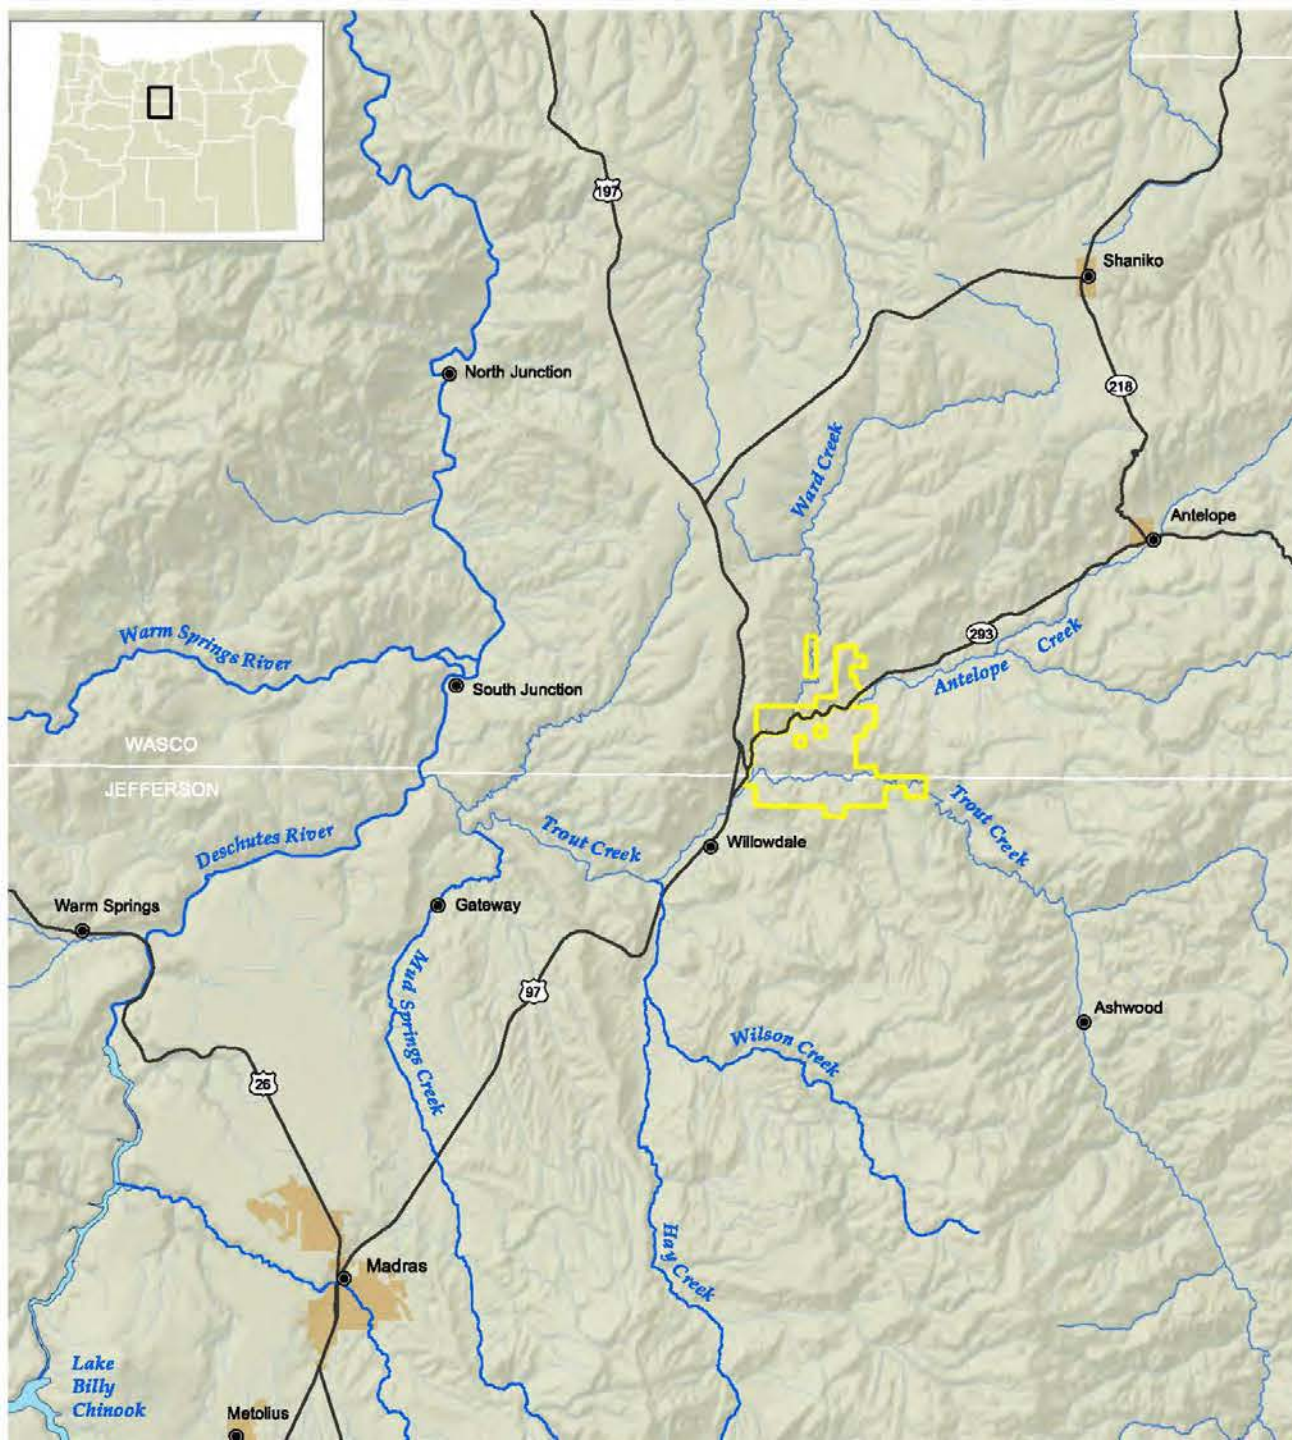 197
Shaniko
North Junction
218
Ward Creek
Antelope
293
Warm Springs River
Antelope Creek
South Junction
WASCO
JEFFERSON
Trout Creek
Deschutes River
Trout Creek
Willowdale
Warm Springs
Gateway
Mud Springs Creek
97
Ashwood
Wilson Creek
26
Hay Creek
Madras
Lake
Billy
Chinook
Metolius